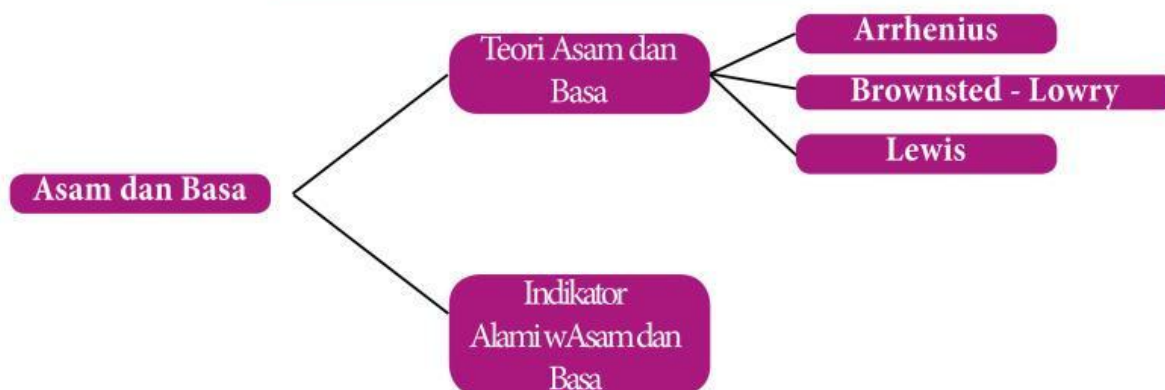 Asam dan Basa
Teori Asam dan
Basa
Arrhenius
Brownsted - Lowry
Lewis
Indikator
Alami wAsam dan
Basa